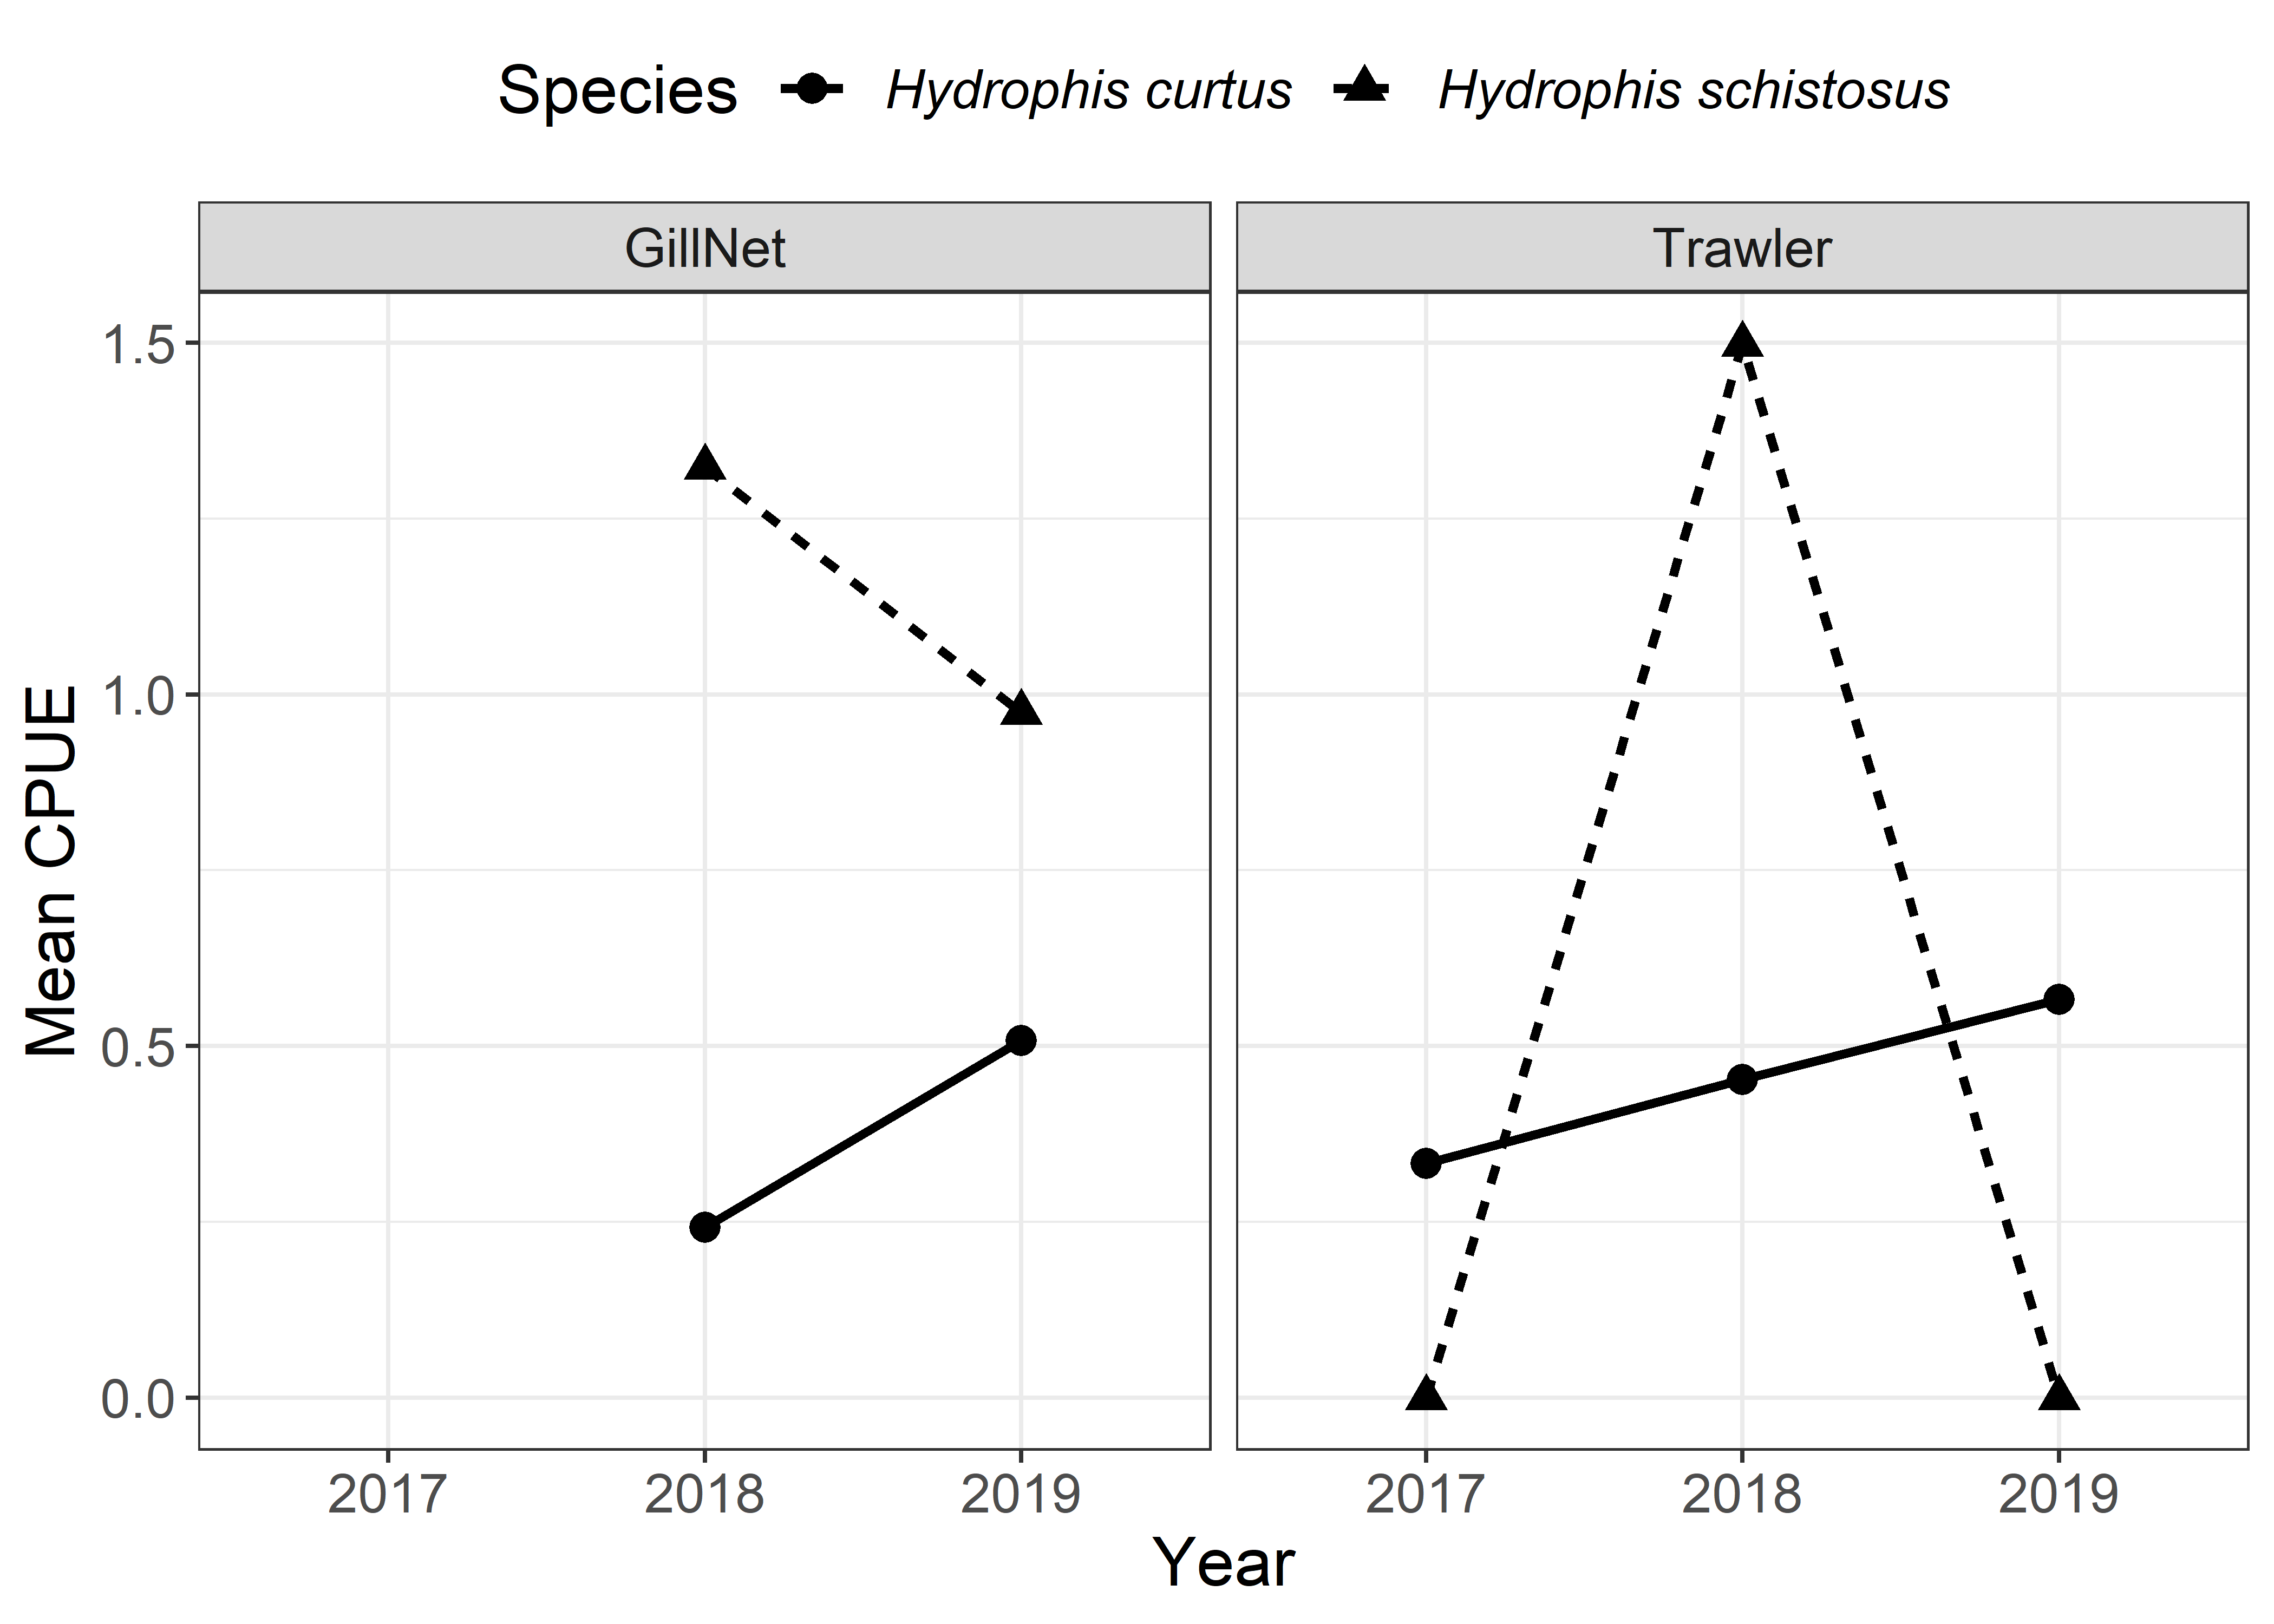 Species Hydrophis curtus Hydrophis schistosus
GillNet Trawler
1.5
1.0
0.5
0.0
Mean CPUE
2017 2018 2019 2017 2018 2019
Year